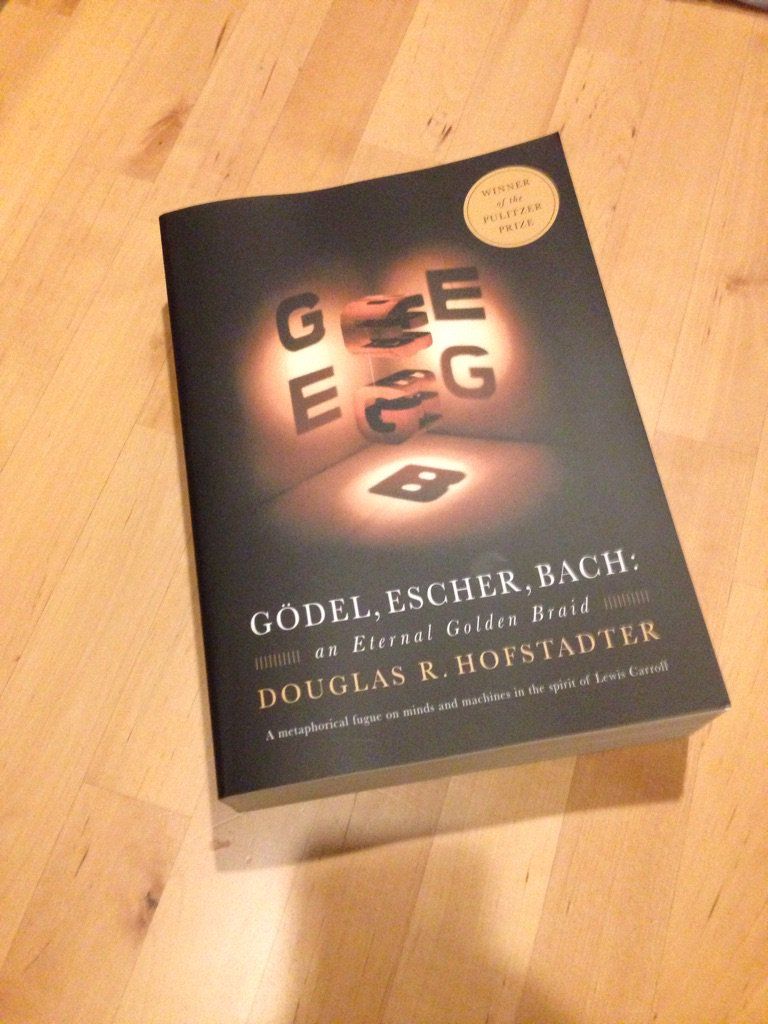 WINNER
of the
PULITZER
PRIZE
G E
E G
B
GÖDEL, ESCHER, BACH:
an Eternal Golden Braid
DOUGLAS R. HOFSTADTER
A metaphorical fugue on minds and machines in the spirit of Lewis Carroll